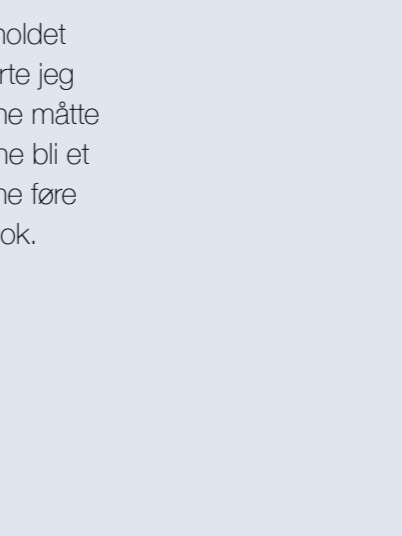 holdet
rte jeg
ne måtte
ne bli et
ne føre
ok.